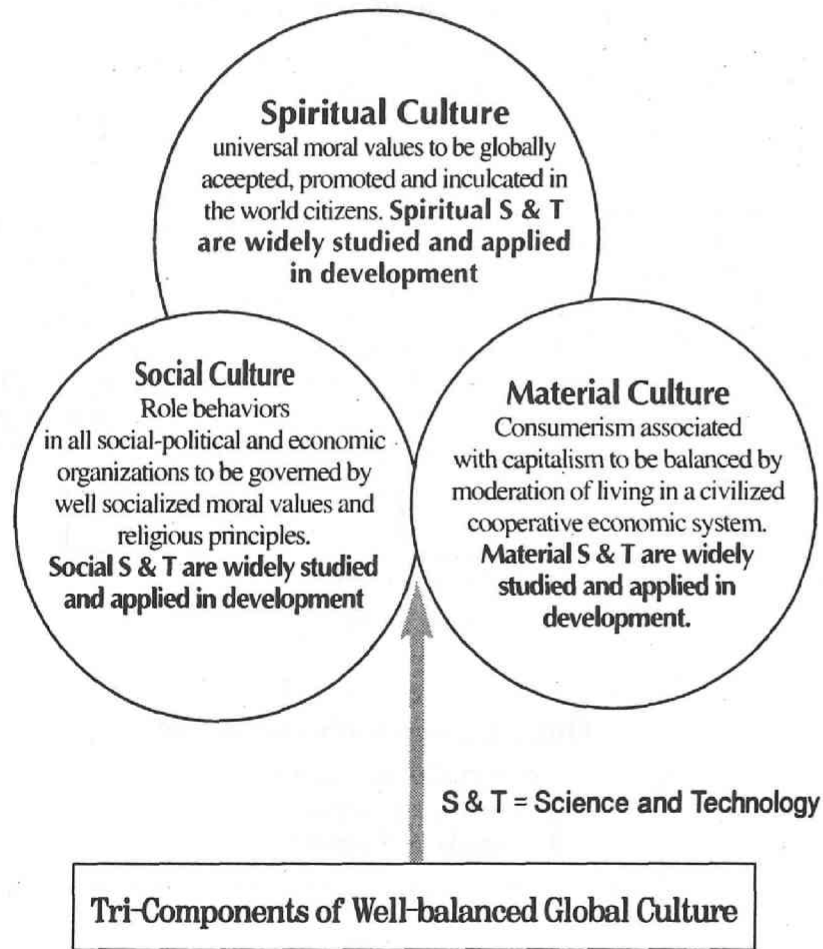 Spiritual Culture
universal moral values to be globally
aceepted, promoted and inculcated in
the world citizens. Spiritual S & T
are widely studied and applied
in development
Social Culture
Role behaviors
in all social-political and economic
organizations to be governed by
well socialized moral values and
religious principles.
Social S & T are widely studied
and applied in development
Material Culture
Consumerism associated
with capitalism to be balanced by
moderation of living in a civilized
cooperative economic system.
Material S & T are widely
studied and applied in
development.
S & T = Science and Technology
Tri-Components of Well-balanced Global Culture